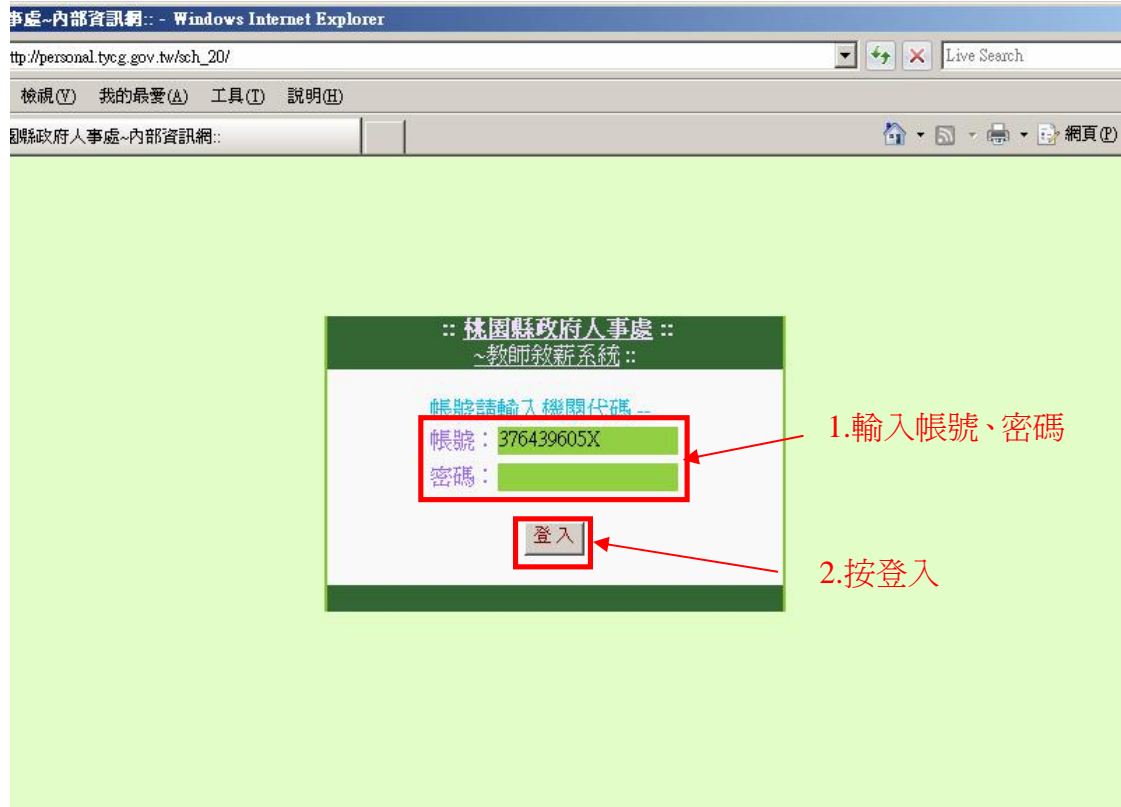 事處~內部資訊網:: - Windows Internet Explorer
ttp://personal.tycg.gov.tw/sch_20/
Live Search
檢視(V) 我的最愛(A) 工具(T) 説明(H)
園縣政府人事處~內部資訊網::
網頁(P)
:: 桃園縣政府人事處 ::
~教師敘薪系統 ::
帳號請輸入機關代碼 --
帳號：376439605X
密碼：
登入
1.輸入帳號、密碼
2.按登入